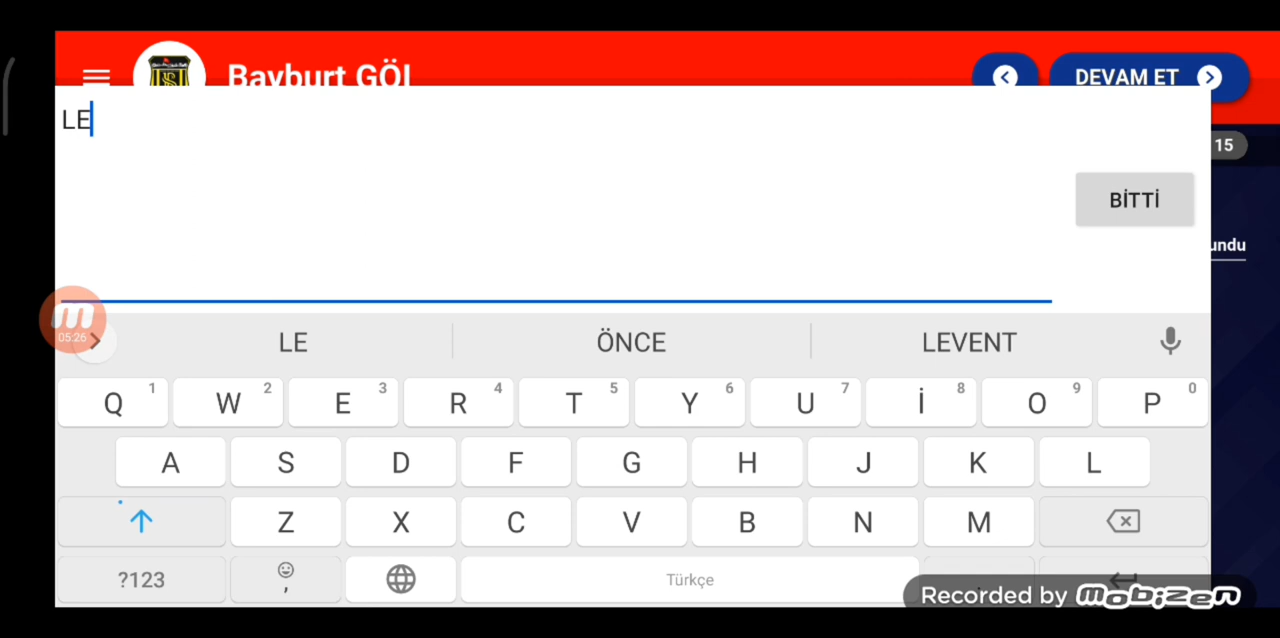 Bayburt GÖL
DEVAM ET
LE
15
BİTTİ
undu
05:26
LE ÖNCE LEVENT
Q 1 W 2 E 3 R 4 T 5 Y 6 U 7 İ 8 O 9 P 0
A S D F G H J K L
Z X C V B N M
?123 , Türkçe
Recorded by mobizen